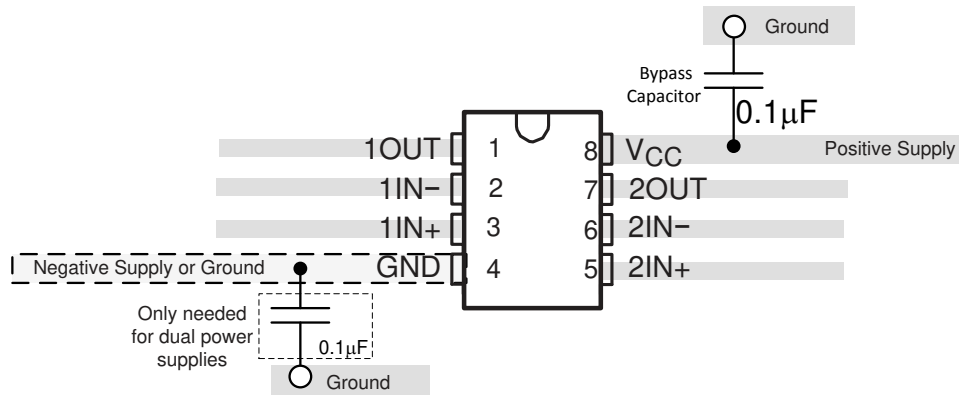 Ground
Bypass
Capacitor
0.1μF
1OUT 1 8 VCC Positive Supply
1IN− 2 7 2OUT
1IN+ 3 6 2IN−
Negative Supply or Ground GND 4 5 2IN+
Only needed
for dual power
supplies
0.1μF
Ground